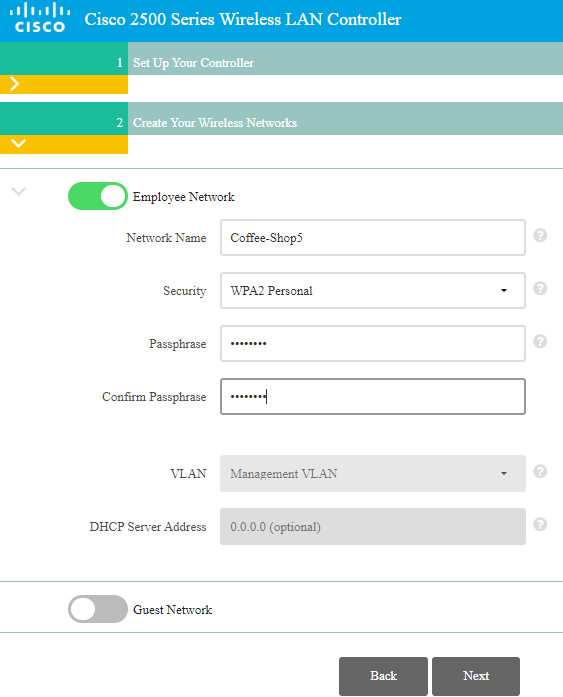 CISCO Cisco 2500 Series Wireless LAN Controller
1 Set Up Your Controller
2 Create Your Wireless Networks
Employee Network
Network Name Coffee-Shop5 ?
Security WPA2 Personal ?
Passphrase •••••••• ?
Confirm Passphrase ••••••••
VLAN Management VLAN ?
DHCP Server Address 0.0.0.0 (optional) ?
Guest Network
Back Next